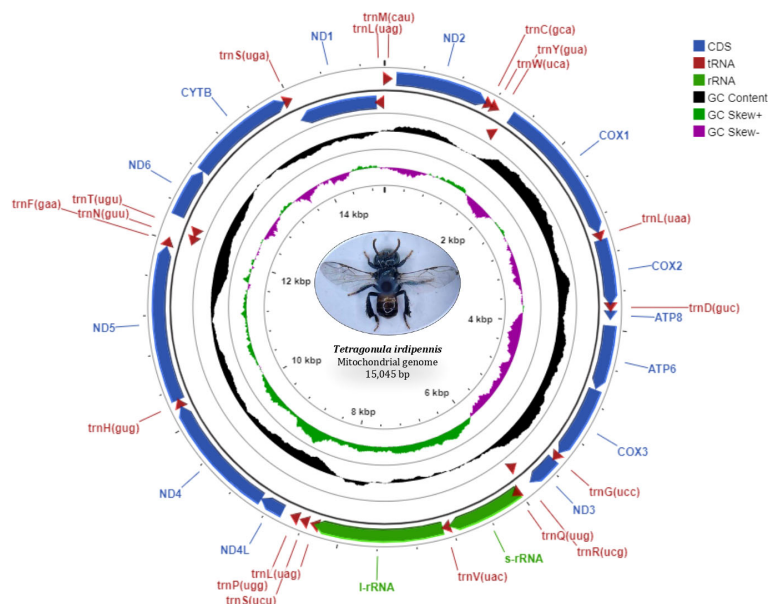 trnM(cau)
trnL(uag)
ND1
ND2
trnC(gca)
trnY(gua)
trnW(uca)
trnS(uga)
CYTB
COX1
CDS
tRNA
rRNA
GC Content
GC Skew+
GC Skew-
ND6
trnT(ugu)
trnF(gaa)
trnN(guu)
trnL(uaa)
COX2
trnD(guc)
ATP8
ATP6
ND5
14 kbp
2 kbp
12 kbp
4 kbp
10 kbp
6 kbp
8 kbp
Tetragonula irdipennis
Mitochondrial genome
15,045 bp
trnH(gug)
COX3
trnG(ucc)
ND4
ND3
trnR(ucg)
trnQ(uug)
ND4L
s-rRNA
trnL(uag)
trnV(uac)
trnP(ugg)
l-rRNA
trnS(ucu)